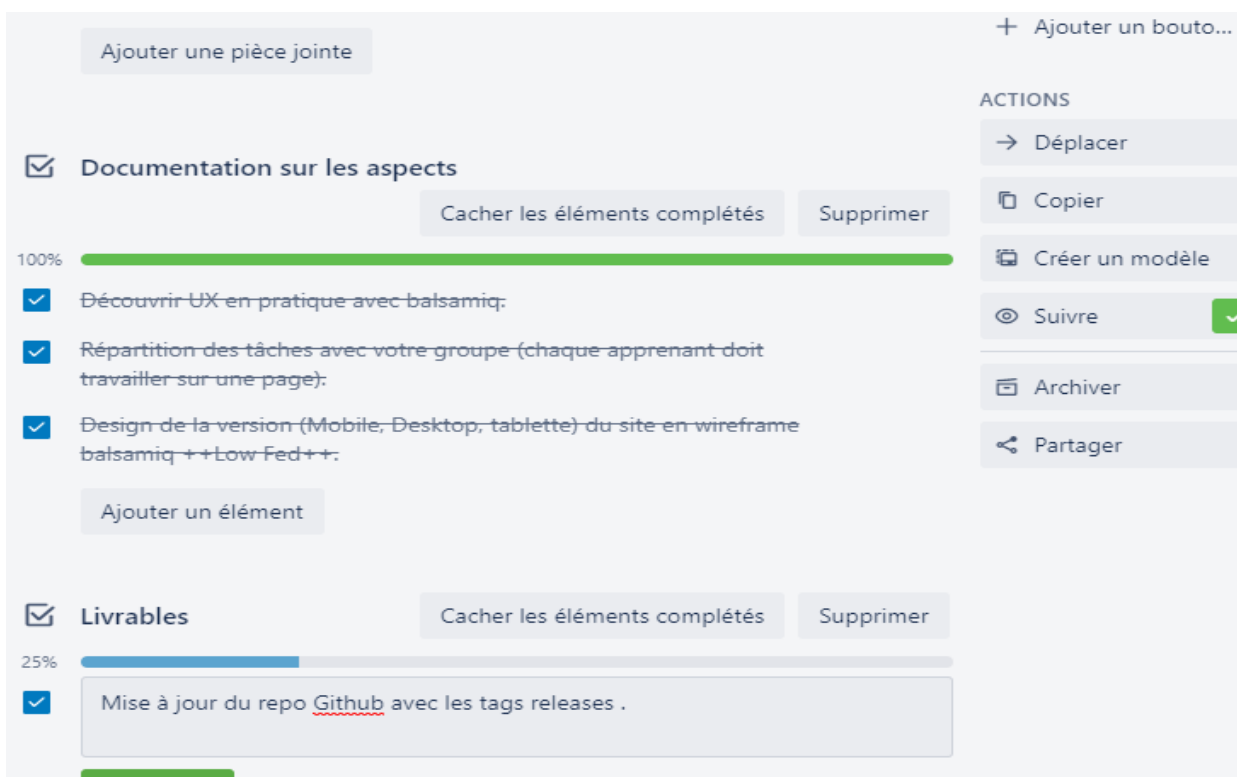 Ajouter une pièce jointe
Documentation sur les aspects
Cacher les éléments complétés
Supprimer
100%
Découvrir UX en pratique avec balsamiq.
Répartition des tâches avec votre groupe (chaque apprenant doit
travailler sur une page).
Design de la version (Mobile, Desktop, tablette) du site en wireframe
balsamiq ++Low Fed++.
Ajouter un élément
Livrables
Cacher les éléments complétés
Supprimer
25%
Mise à jour du repo Github avec les tags releases .
+ Ajouter un bouto...
ACTIONS
Déplacer
Copier
Créer un modèle
Suivre
Archiver
Partager